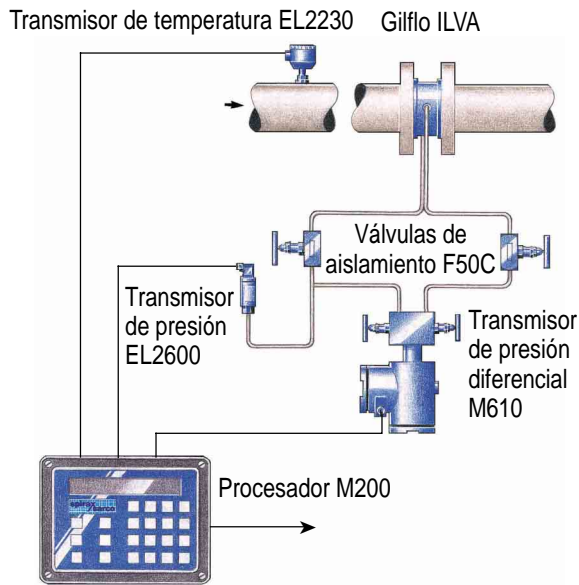 Transmisor de temperatura EL2230
Gilflo ILVA
Válvulas de
aislamiento F50C
Transmisor
de presión
EL2600
Transmisor
de presión
diferencial
M610
Procesador M200